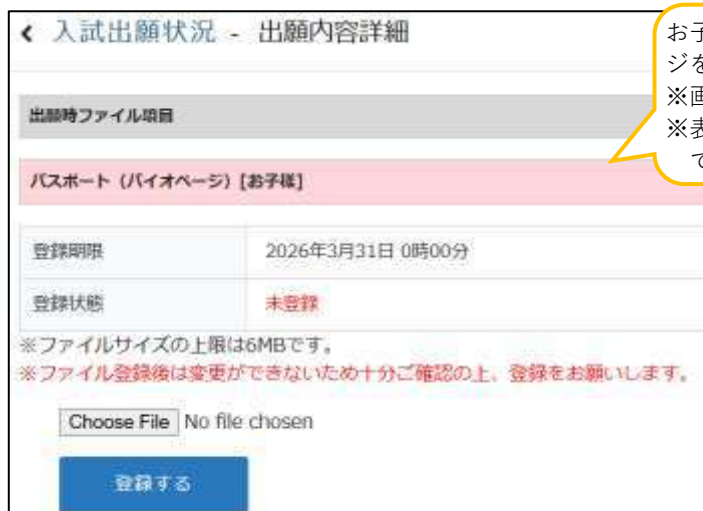 入試出願状況 - 出願内容詳細
お子
ジを
※画
※表
で
出願時ファイル項目
パスポート（バイオページ）[お子様]
登録期限 2026年3月31日 0時00分
登録状態 未登録
※ファイルサイズの上限は6MBです。
※ファイル登録後は変更ができないため十分ご確認の上、登録をお願いします。
Choose File No file chosen
登録する